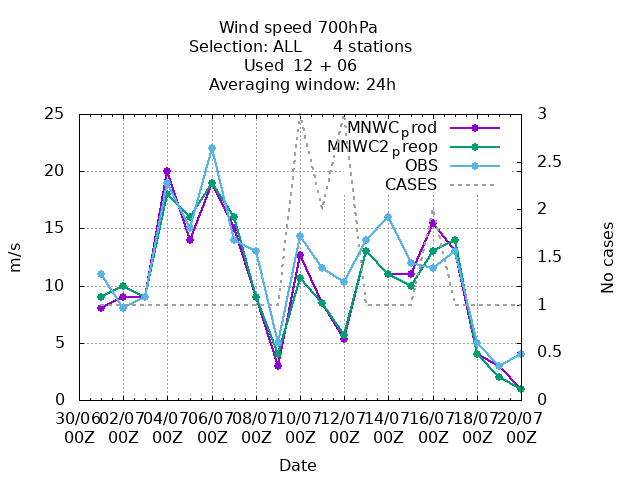 Wind speed 700hPa
Selection: ALL 4 stations
Used 12 + 06
Averaging window: 24h
25
20
15
10
5
0
m/s
MNWCprod
MNWC2preop
OBS
CASES
3
2.5
2
1.5
1
0.5
0
No cases
30/06 02/07 04/07 06/07 08/07 10/07 12/07 14/07 16/07 18/07 20/07
00Z 00Z 00Z 00Z 00Z 00Z 00Z 00Z 00Z 00Z 00Z
Date